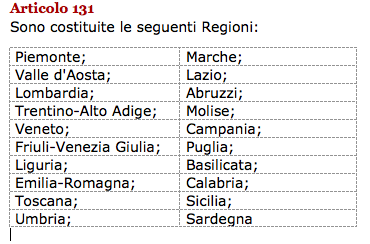 Articolo 131
Sono costituite le seguenti Regioni:
Piemonte; Marche;
Valle d'Aosta; Lazio;
Lombardia; Abruzzi;
Trentino-Alto Adige; Molise;
Veneto; Campania;
Friuli-Venezia Giulia; Puglia;
Liguria; Basilicata;
Emilia-Romagna; Calabria;
Toscana; Sicilia;
Umbria; Sardegna